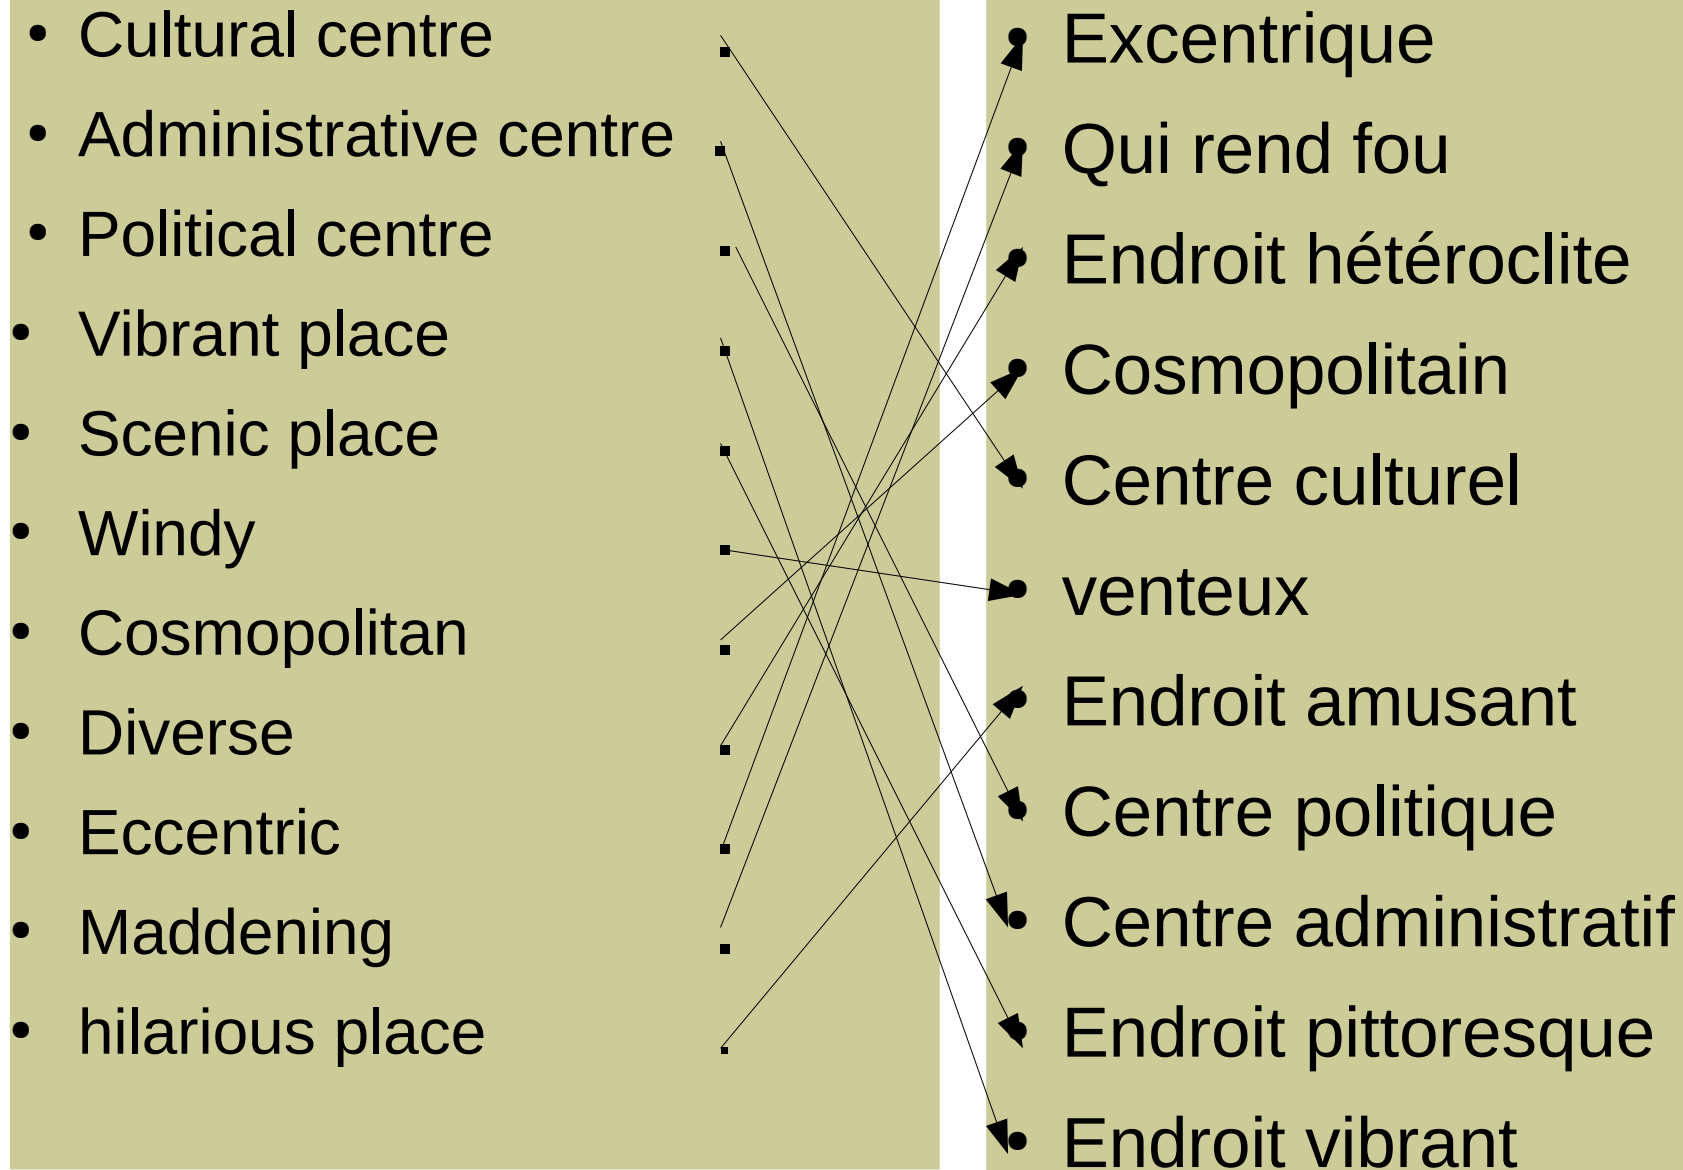 Cultural centre
Administrative centre
Political centre
Vibrant place
Scenic place
Windy
Cosmopolitan
Diverse
Eccentric
Maddening
hilarious place
Excentrique
Qui rend fou
Endroit hétéroclite
Cosmopolitain
Centre culturel
venteux
Endroit amusant
Centre politique
Centre administratif
Endroit pittoresque
Endroit vibrant